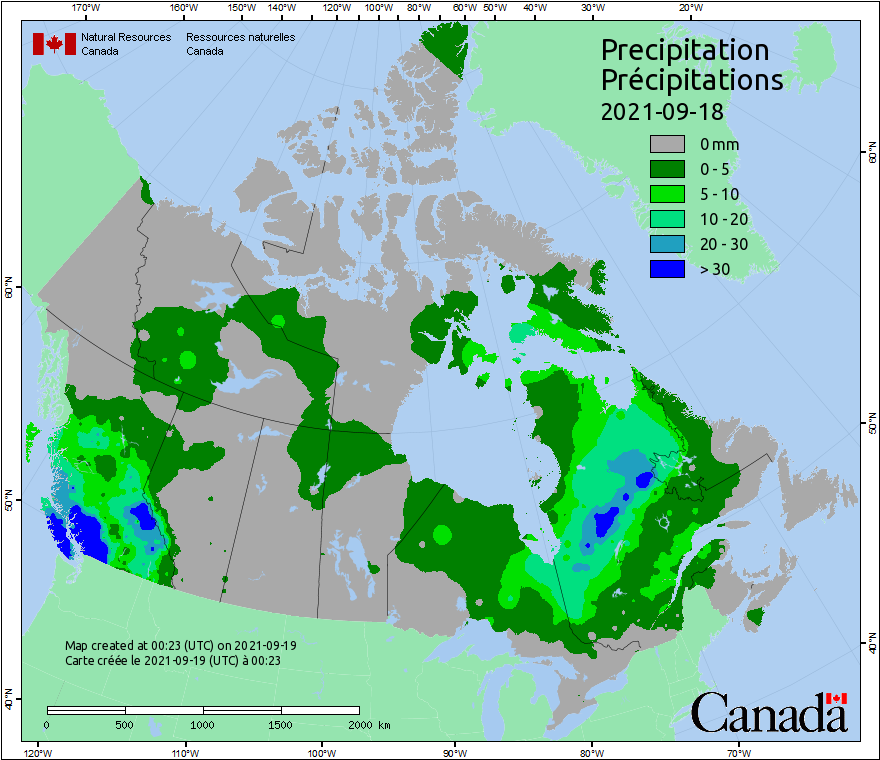 170°W 160°W 150°W 140°W 120°W 100°W 80°W 60°W 50°W 40°W 30°W 20°W
Natural Resources Ressources naturelles
Canada Canada
Precipitation
Précipitations
2021-09-18
0 mm
0 - 5
5 - 10
10 - 20
20 - 30
> 30
60°N
60°N
50°N
50°N
40°N
40°N
Map created at 00:23 (UTC) on 2021-09-19
Carte créée le 2021-09-19 (UTC) à 00:23
0 500 1000 1500 2000 km
Canada
120°W 110°W 100°W 90°W 80°W 70°W